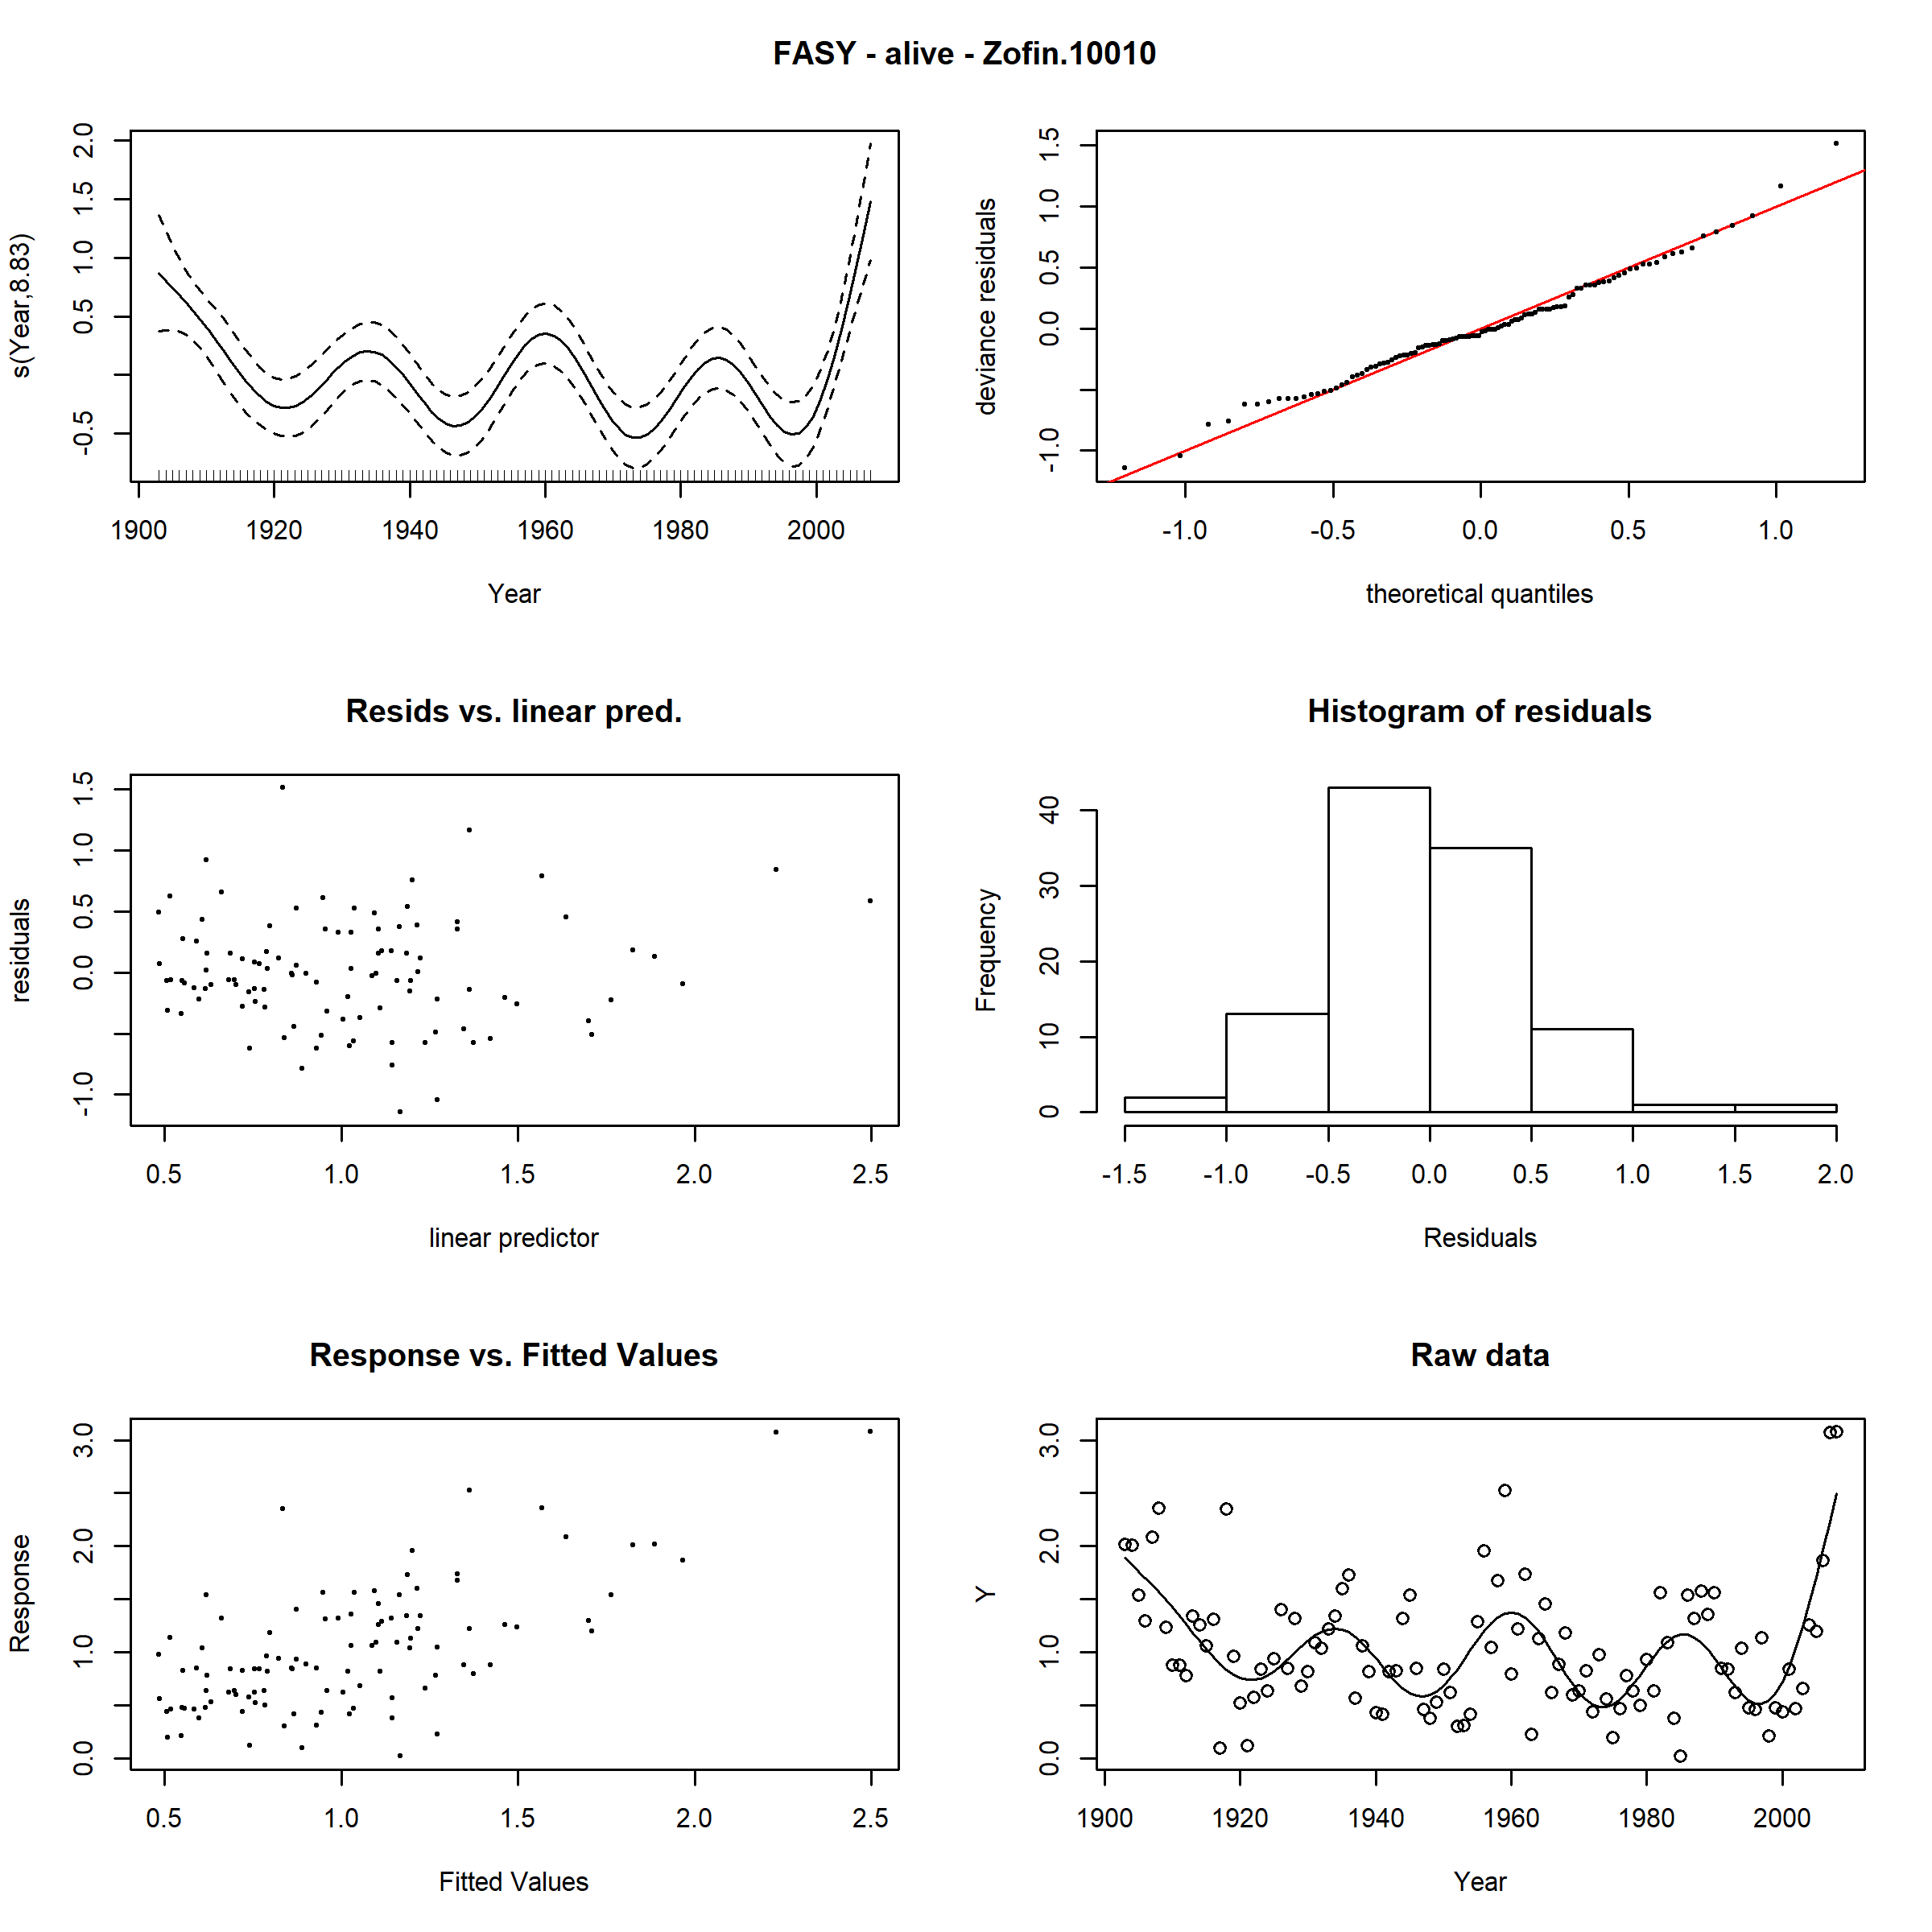 FASY - alive - Zofin.10010
s(Year,8.83)
-0.5 0.5 1.0 1.5 2.0
1900 1920 1940 1960 1980 2000
Year
deviance residuals
-1.0 0.0 0.5 1.0 1.5
-1.0 -0.5 0.0 0.5 1.0
theoretical quantiles
Resids vs. linear pred.
residuals
-1.0 0.0 0.5 1.0 1.5
0.5 1.0 1.5 2.0 2.5
linear predictor
Histogram of residuals
Frequency
0 10 20 30 40
-1.5 -1.0 -0.5 0.0 0.5 1.0 1.5 2.0
Residuals
Response vs. Fitted Values
Response
0.0 1.0 2.0 3.0
0.5 1.0 1.5 2.0 2.5
Fitted Values
Raw data
Y
0.0 1.0 2.0 3.0
1900 1920 1940 1960 1980 2000
Year